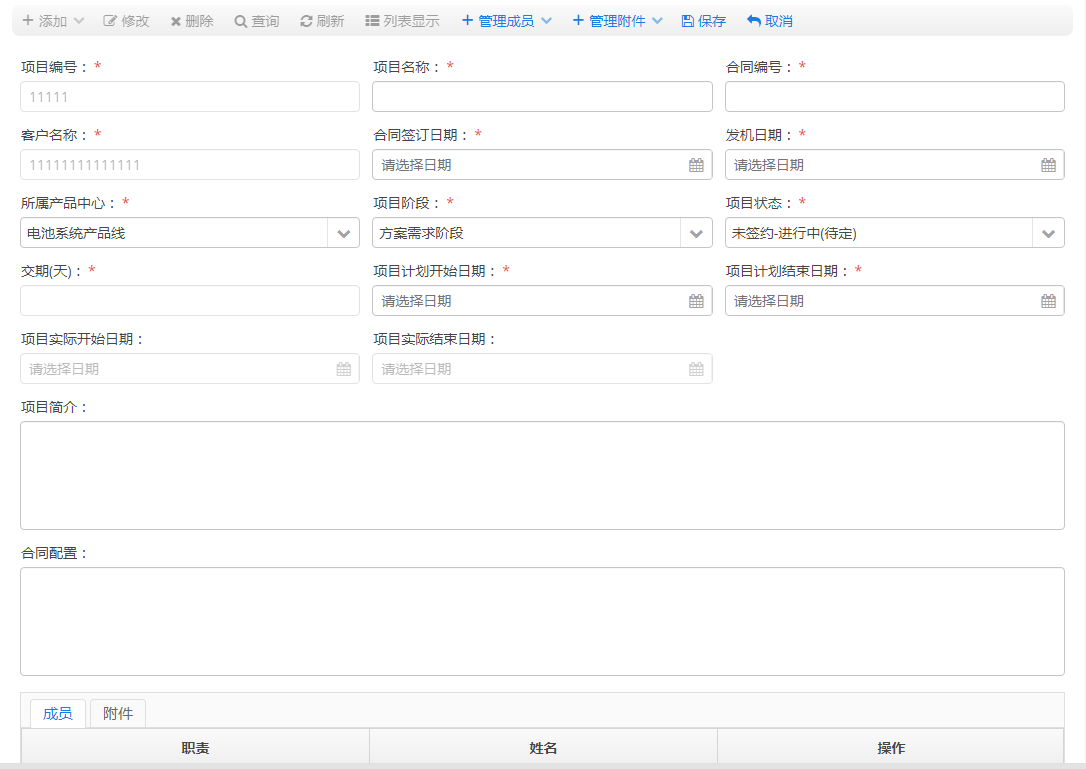 添加 修改 删除 查询 刷新 列表显示 管理成员 管理附件 保存 取消
项目编号： * 项目名称： * 合同编号： *
11111
客户名称： * 合同签订日期： * 发机日期： *
11111111111111 请选择日期 请选择日期
所属产品中心： * 项目阶段： * 项目状态： *
电池系统产品线 方案需求阶段 未签约-进行中(待定)
交期(天)： * 项目计划开始日期： * 项目计划结束日期： *
请选择日期 请选择日期
项目实际开始日期： 项目实际结束日期：
请选择日期 请选择日期
项目简介：
合同配置：
成员 附件
职责 姓名 操作